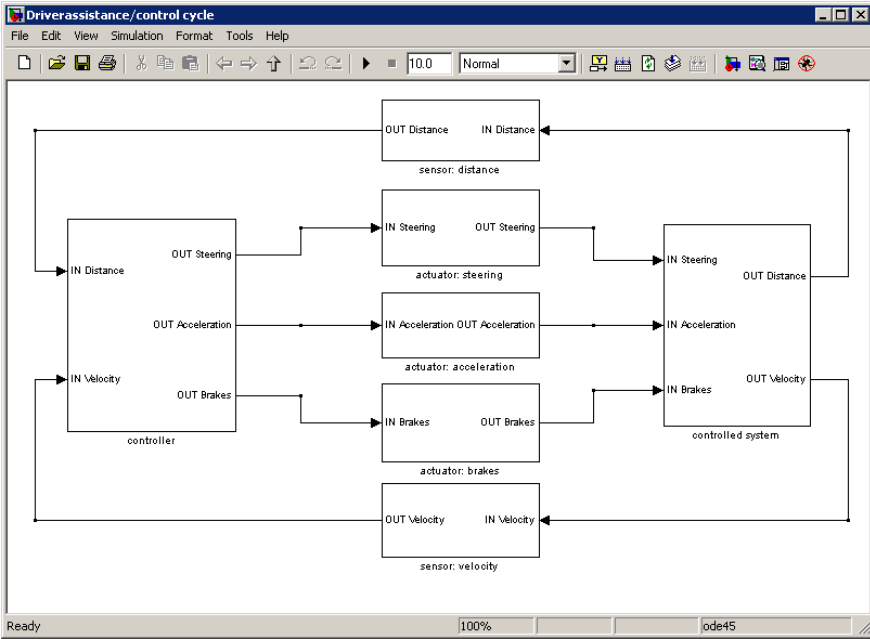 Driverassistance/control cycle
File Edit View Simulation Format Tools Help
10.0 Normal
OUT Distance IN Distance
sensor: distance
IN Steering OUT Steering
actuator: steering
IN Distance
OUT Steering
OUT Acceleration
IN Velocity
OUT Brakes
controller
IN Acceleration OUT Acceleration
actuator: acceleration
IN Brakes OUT Brakes
actuator: brakes
IN Steering
OUT Distance
IN Acceleration
OUT Velocity
IN Brakes
controlled system
OUT Velocity IN Velocity
sensor: velocity
Ready 100% ode45